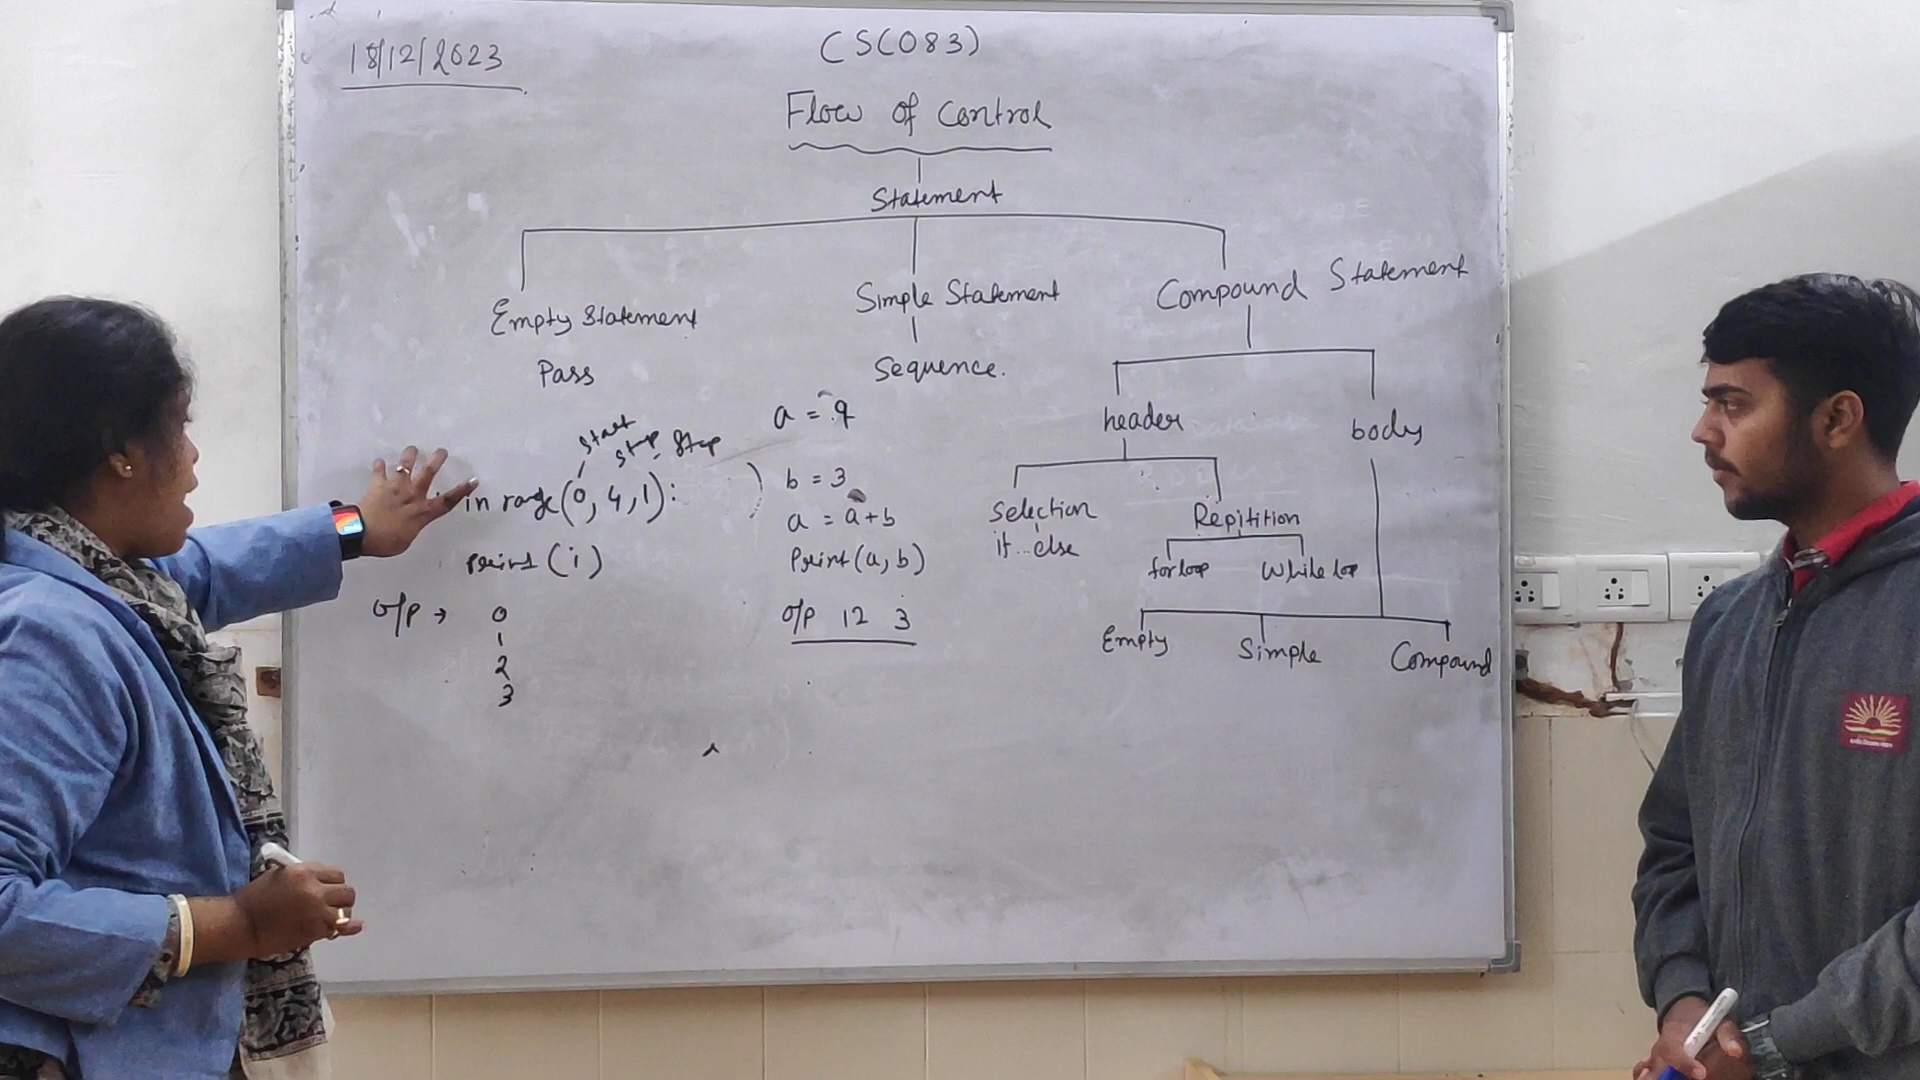 18/12/2023
CS(083)
Flow of Control
Statement
Empty Statement
Pass
Simple Statement
Sequence.
Compound Statement
header
body
Selection
if...else
Repitition
for loop
While lop
Empty
Simple
Compound
start
stop
Step
in range(0, 4, 1):
print (i)
o/p → 0
1
2
3
a = 9
b = 3
a = a+b
Print (a, b)
o/p 12 3